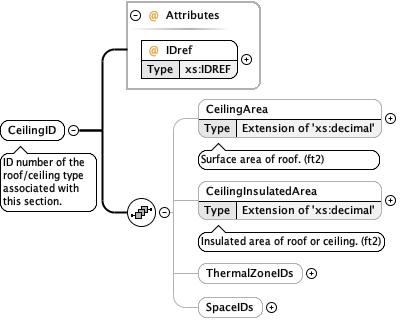 @ Attributes
@ IDref
Type xs:IDREF
CeilingID
ID number of the
roof/ceiling type
associated with
this section.
CeilingArea
Type Extension of 'xs:decimal'
Surface area of roof. (ft2)
CeilingInsulatedArea
Type Extension of 'xs:decimal'
Insulated area of roof or ceiling. (ft2)
ThermalZoneIDs
SpaceIDs